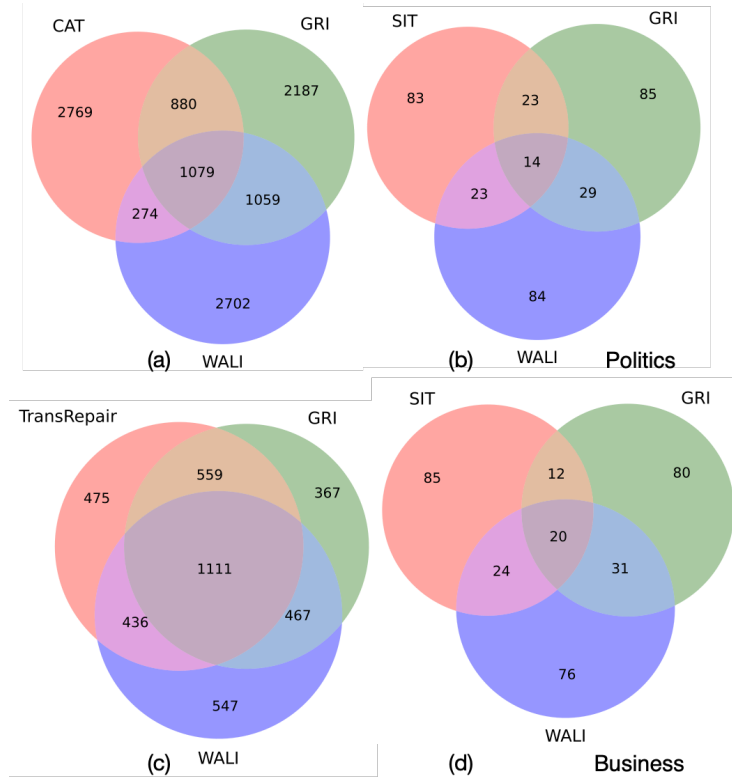 CAT
GRI
2769
880
2187
1079
274
1059
2702
(a)
WALI
SIT
GRI
83
23
85
14
23
29
84
(b)
WALI
Politics
TransRepair
GRI
475
559
367
1111
436
467
547
(c)
WALI
SIT
GRI
85
12
80
20
24
31
76
WALI
(d)
Business